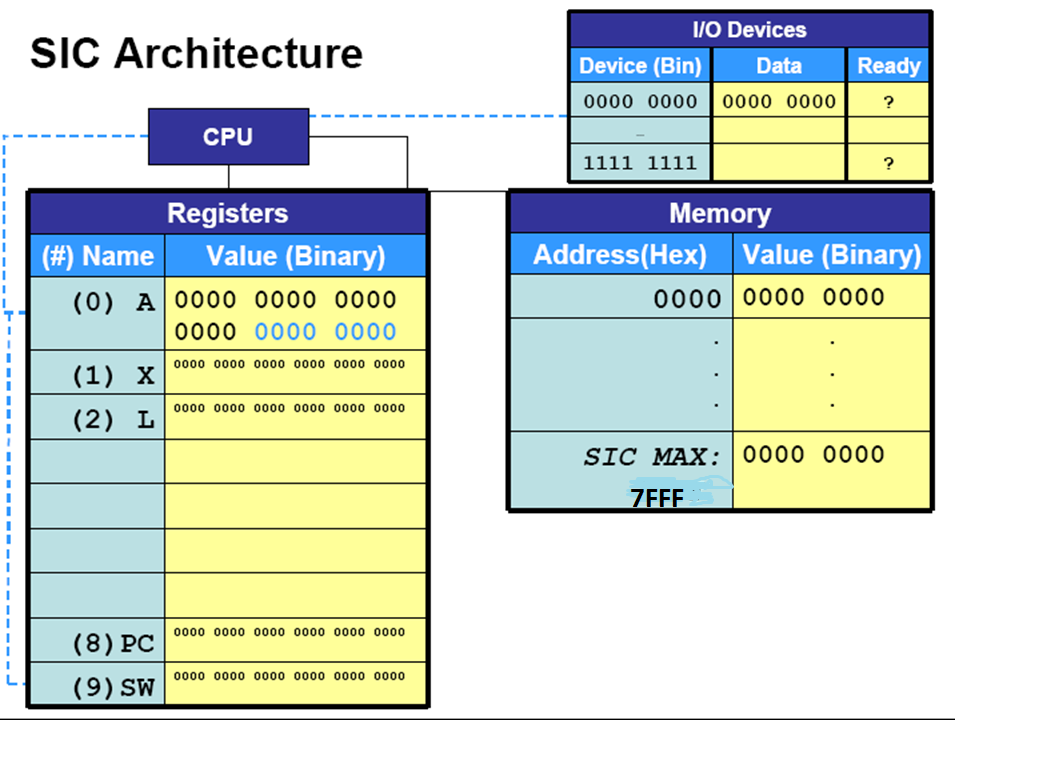 SIC Architecture
CPU
I/O Devices
Device (Bin) Data Ready
0000 0000 0000 0000 ?
…
1111 1111 ?
Registers
(#) Name Value (Binary)
(0) A 0000 0000 0000
0000 0000 0000
(1) X 0000 0000 0000 0000 0000 0000
(2) L 0000 0000 0000 0000 0000 0000
(8) PC 0000 0000 0000 0000 0000 0000
(9) SW 0000 0000 0000 0000 0000 0000
Memory
Address(Hex) Value (Binary)
0000 0000 0000
. .
. .
. .
SIC MAX: 0000 0000
7FFF